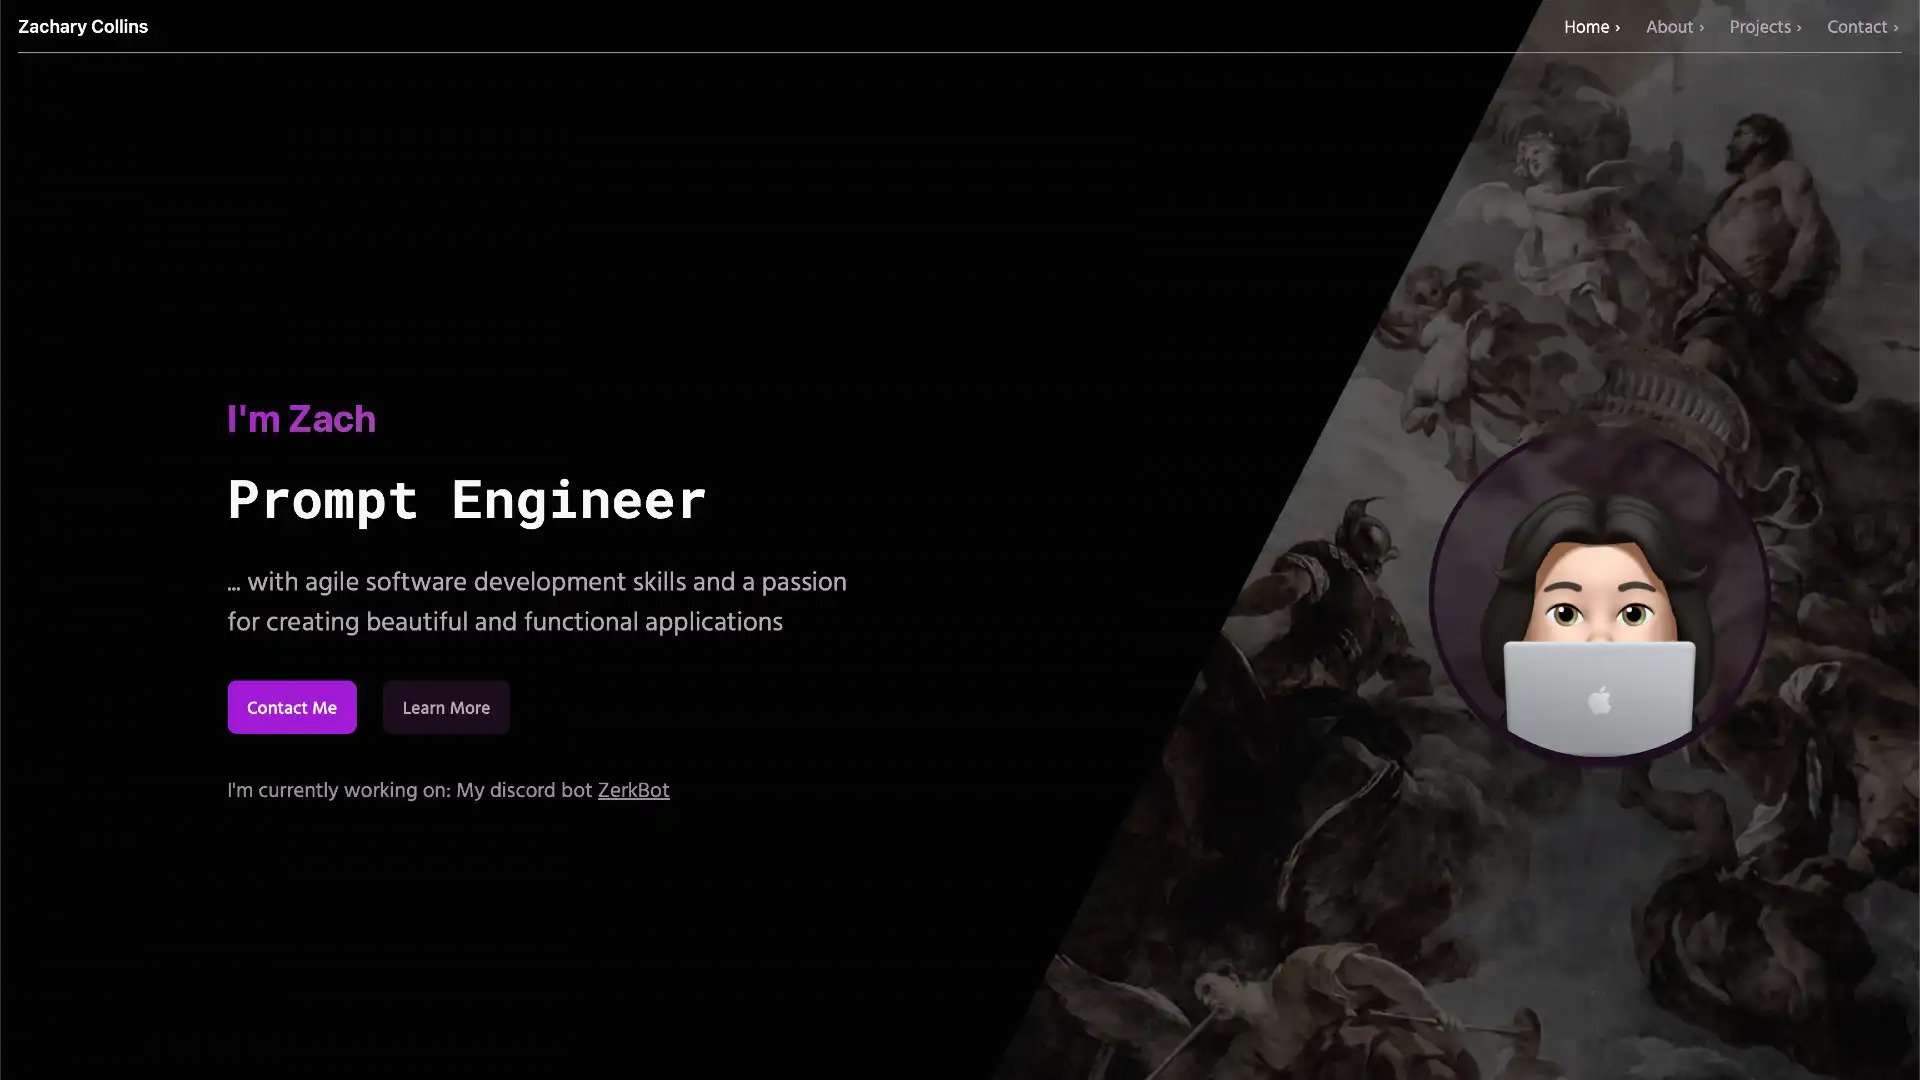 Zachary Collins
Home › About › Projects › Contact ›
I'm Zach
Prompt Engineer
... with agile software development skills and a passion
for creating beautiful and functional applications
Contact Me Learn More
I'm currently working on: My discord bot ZerkBot